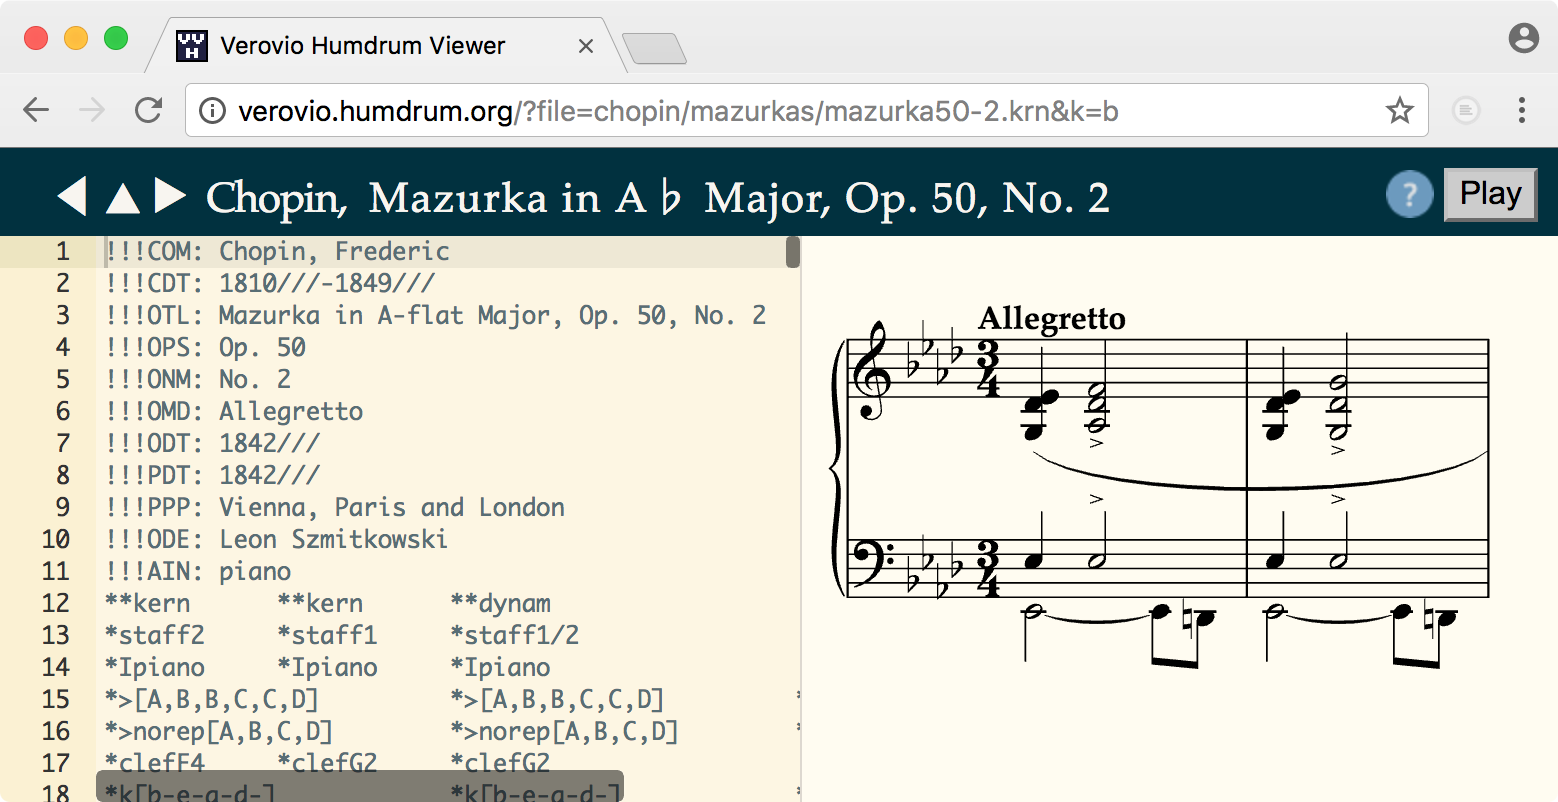 Verovio Humdrum Viewer
verovio.humdrum.org/?file=chopin/mazurkas/mazurka50-2.krn&k=b
Chopin, Mazurka in A♭ Major, Op. 50, No. 2
? Play
1 !!!COM: Chopin, Frederic
2 !!!CDT: 1810///-1849///
3 !!!OTL: Mazurka in A-flat Major, Op. 50, No. 2
4 !!!OPS: Op. 50
5 !!!ONM: No. 2
6 !!!OMD: Allegretto
7 !!!ODT: 1842///
8 !!!PDT: 1842///
9 !!!PPP: Vienna, Paris and London
10 !!!ODE: Leon Szmitkowski
11 !!!AIN: piano
12 **kern **kern **dynam
13 *staff2 *staff1 *staff1/2
14 *Ipiano *Ipiano *Ipiano
15 *>[A,B,B,C,C,D] *>[A,B,B,C,C,D]
16 *>norep[A,B,C,D] *>norep[A,B,C,D]
17 *clefF4 *clefG2 *clefG2
18 *k[b-e-a-d-] *k[b-e-a-d-]
Allegretto
3
4
3
4